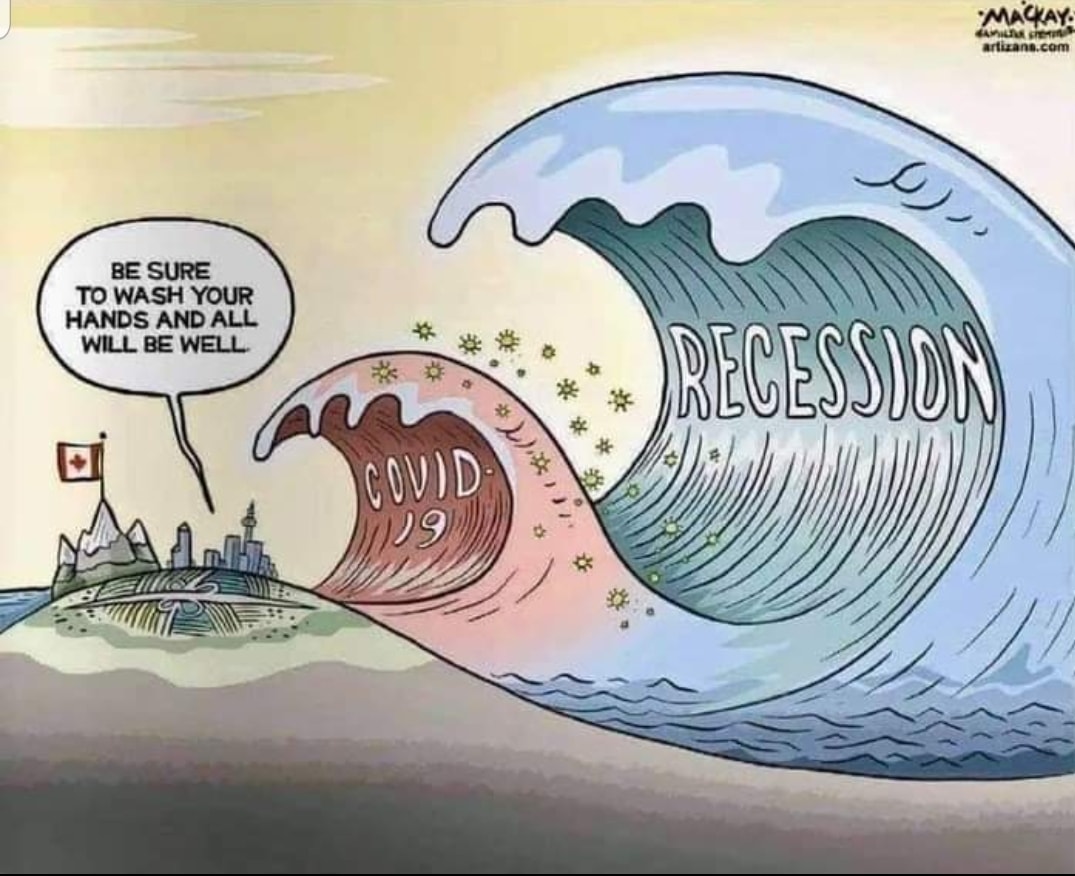 MACKAY
artizans.com
BE SURE
TO WASH YOUR
HANDS AND ALL
WILL BE WELL.
RECESSION
COVID-
19